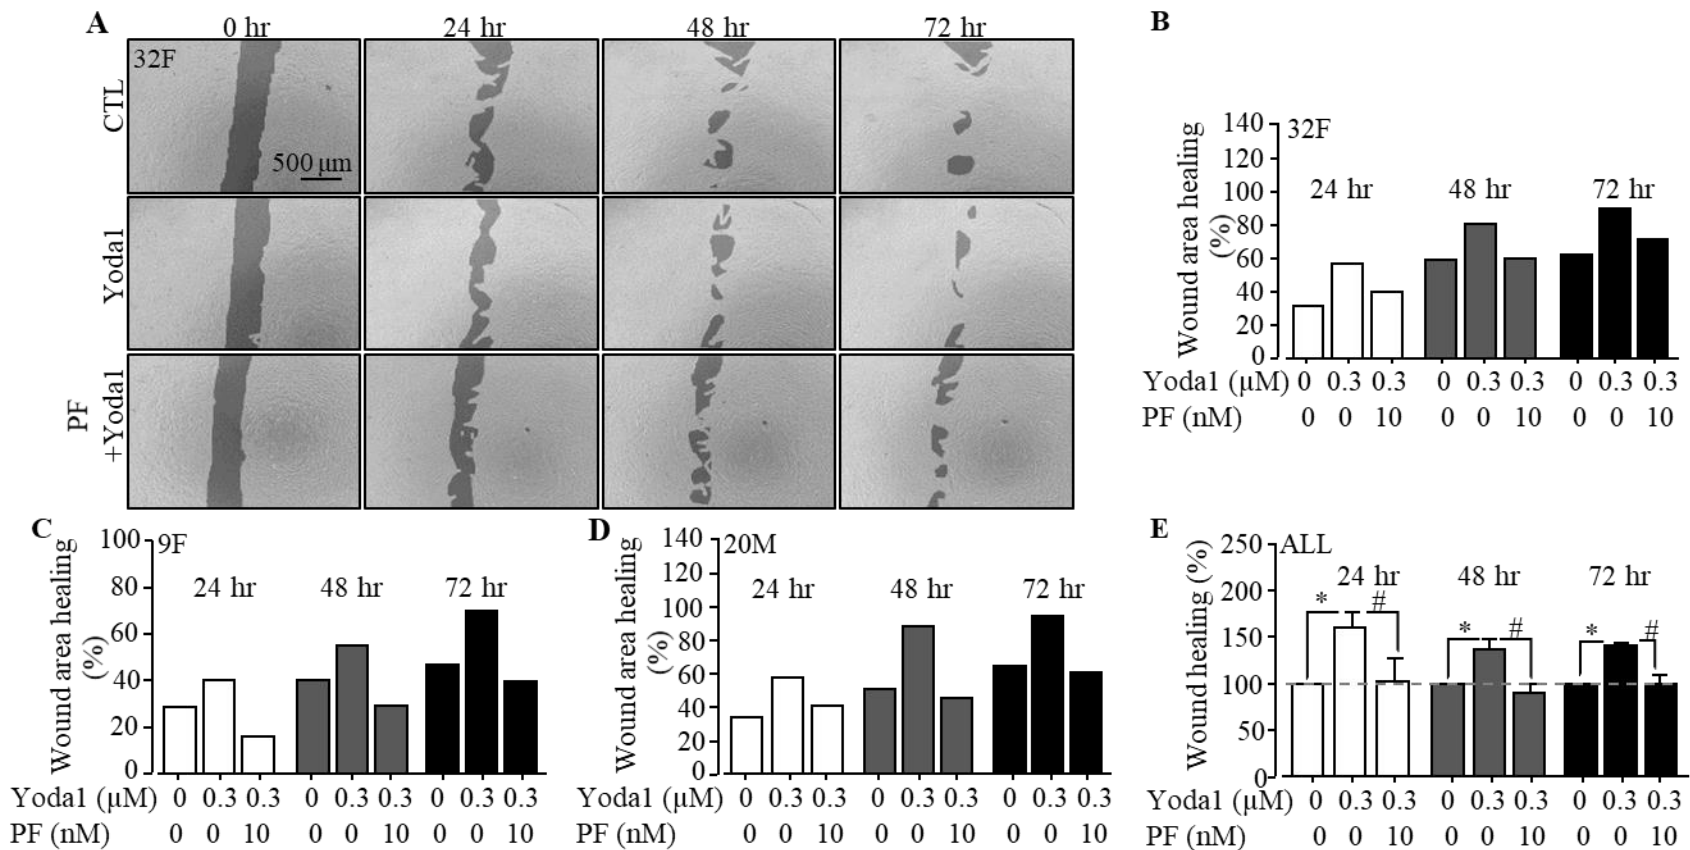 A
0 hr 24 hr 48 hr 72 hr
32F
CTL
500 µm
Yoda1
PF
+Yoda1
B
32F
Wound area healing
(%)
140
120
100
80
60
40
20
0
24 hr 48 hr 72 hr
Yoda1 (µM) 0 0.3 0.3 0 0.3 0.3 0 0.3 0.3
PF (nM) 0 0 10 0 0 10 0 0 10
C
9F
Wound area healing
(%)
100
80
60
40
20
0
24 hr 48 hr 72 hr
Yoda1 (µM) 0 0.3 0.3 0 0.3 0.3 0 0.3 0.3
PF (nM) 0 0 10 0 0 10 0 0 10
D
20M
Wound area healing
(%)
140
120
100
80
60
40
20
0
24 hr 48 hr 72 hr
Yoda1 (µM) 0 0.3 0.3 0 0.3 0.3 0 0.3 0.3
PF (nM) 0 0 10 0 0 10 0 0 10
E
ALL
Wound healing (%)
250
200
150
100
50
0
24 hr 48 hr 72 hr
* # * # * #
Yoda1 (µM) 0 0.3 0.3 0 0.3 0.3 0 0.3 0.3
PF (nM) 0 0 10 0 0 10 0 0 10